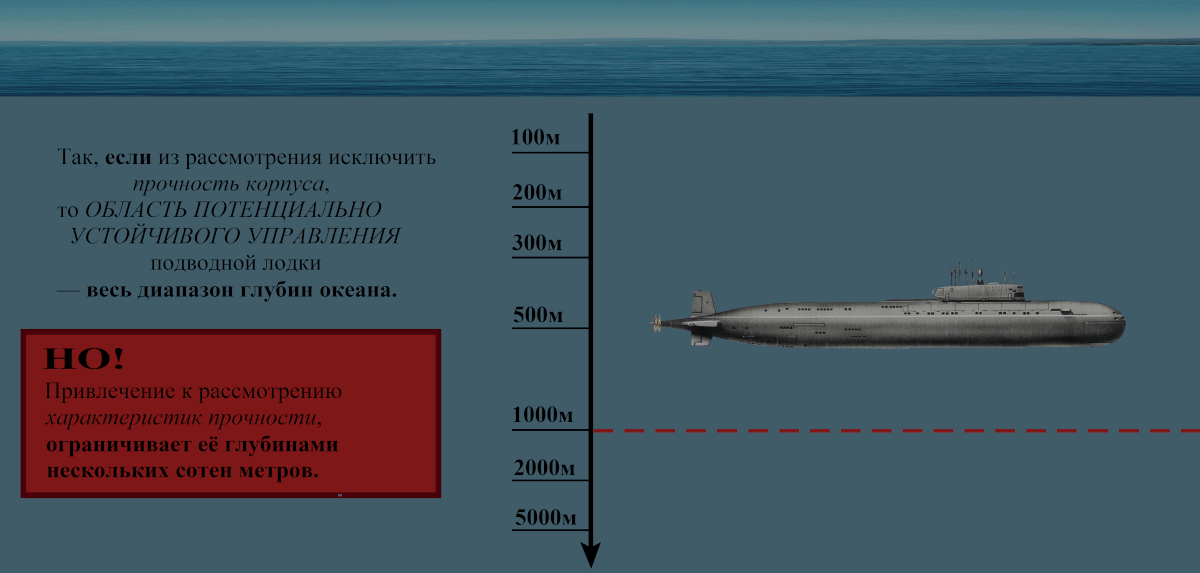 Так, если из рассмотрения исключить
прочность корпуса,
то ОБЛАСТЬ ПОТЕНЦИАЛЬНО
УСТОЙЧИВОГО УПРАВЛЕНИЯ
подводной лодки
— весь диапазон глубин океана.
НО!
Привлечение к рассмотрению
характеристик прочности,
ограничивает её глубинами
нескольких сотен метров.
100м
200м
300м
500м
1000м
2000м
5000м